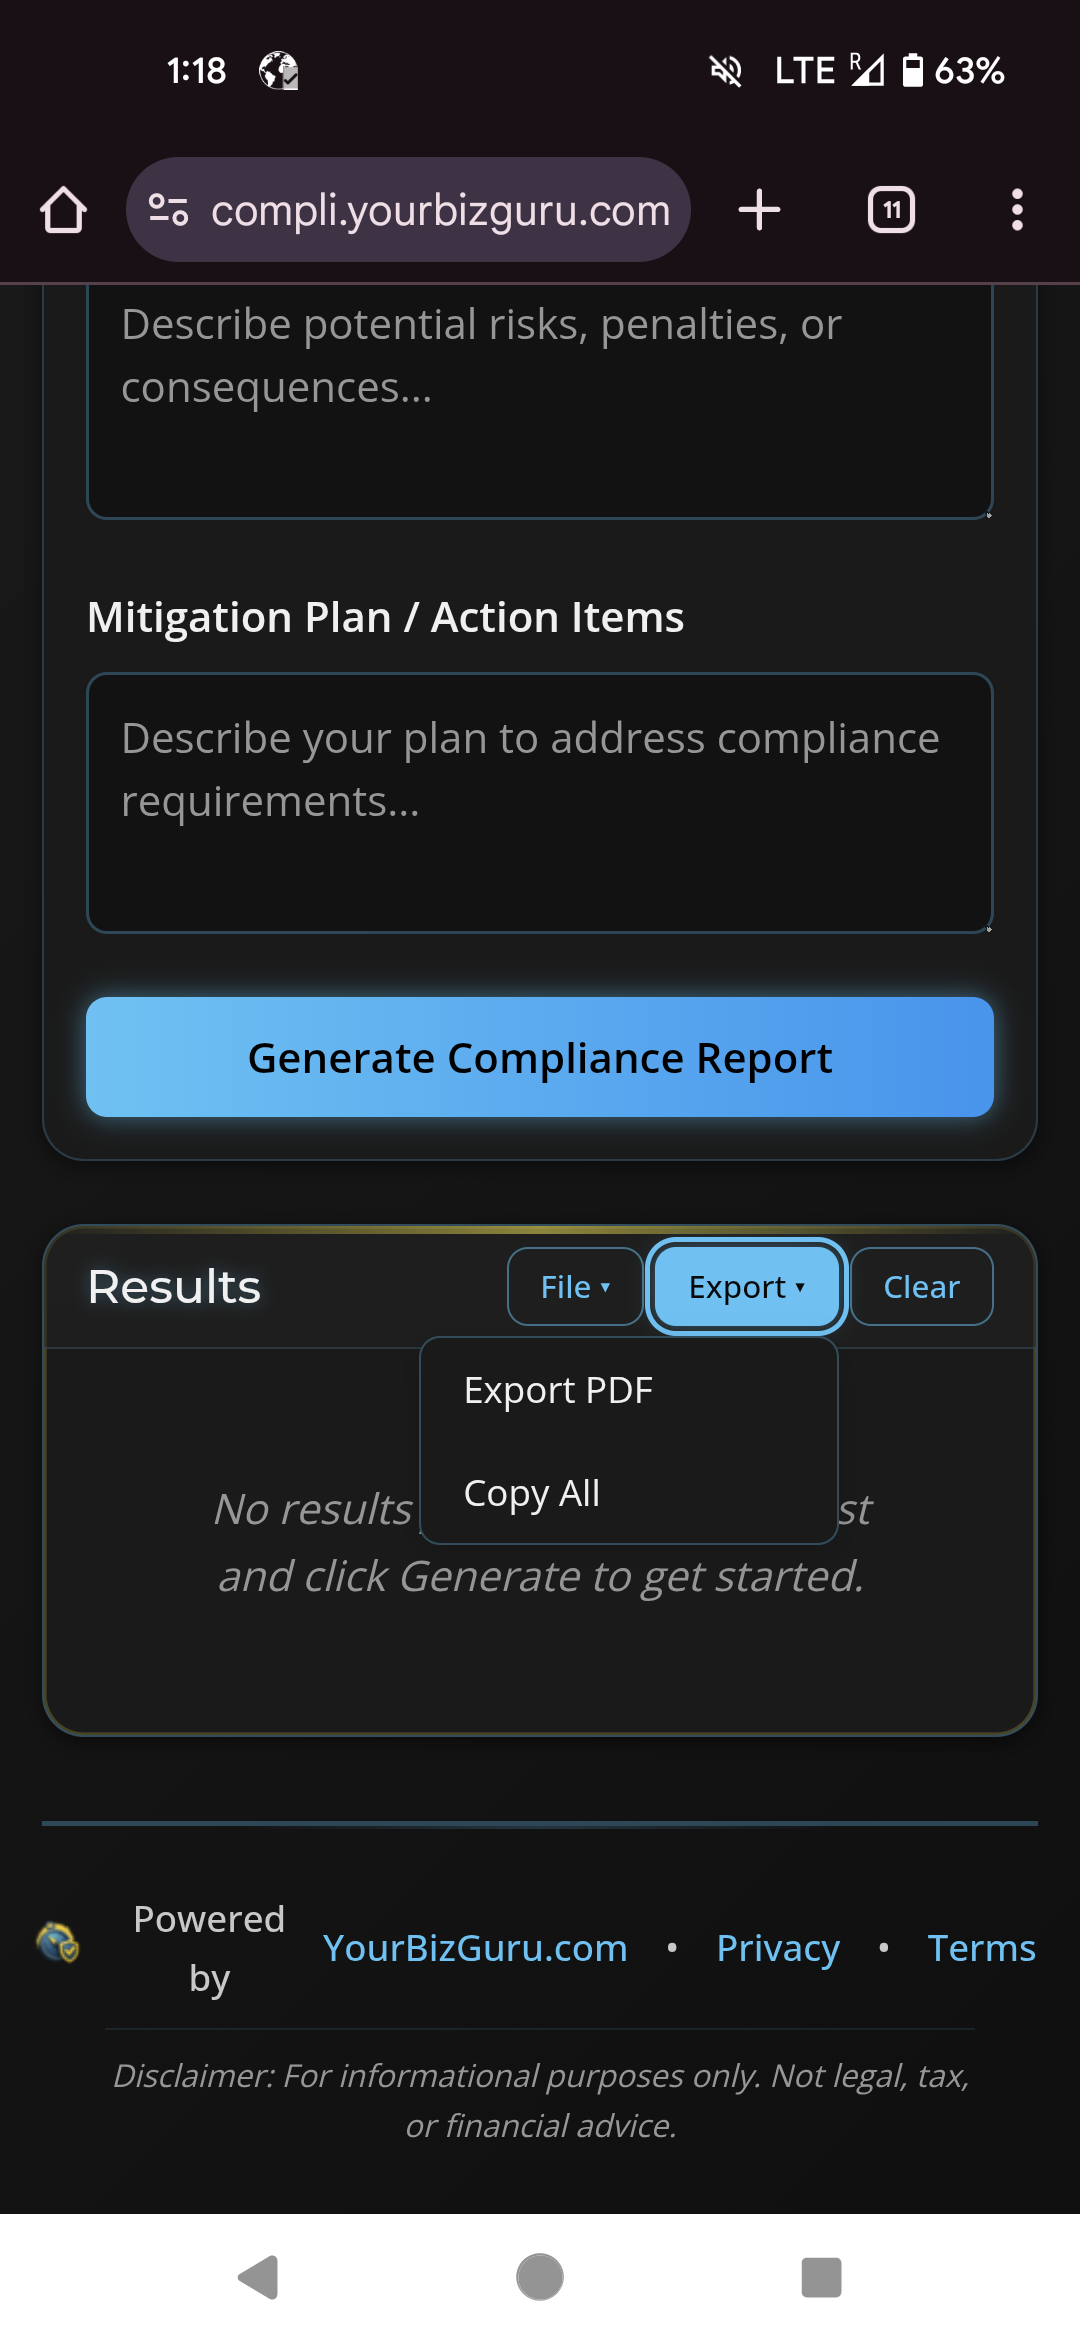 1:18
LTE R 63%
compli.yourbizguru.com
11
Describe potential risks, penalties, or
consequences...
Mitigation Plan / Action Items
Describe your plan to address compliance
requirements...
Generate Compliance Report
Results
File ▾
Export ▾
Clear
Export PDF
Copy All
No results st
and click Generate to get started.
Powered
by
YourBizGuru.com • Privacy • Terms
Disclaimer: For informational purposes only. Not legal, tax,
or financial advice.